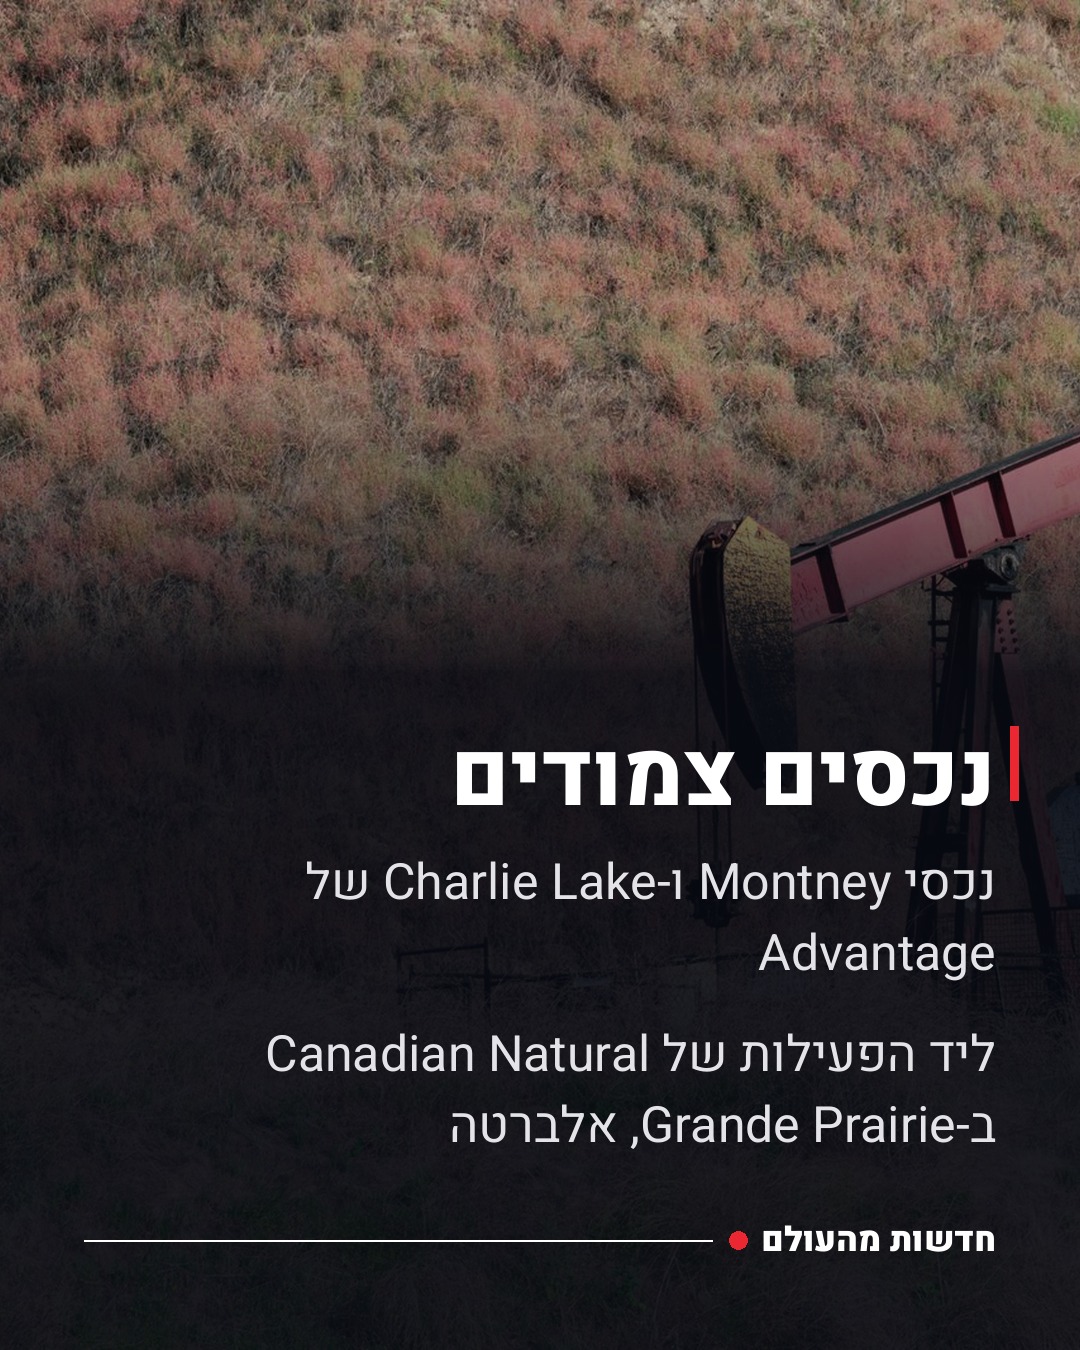 נכסים צמודים
נכסי Montney ו-Charlie Lake של
Advantage
ליד הפעילות של Canadian Natural
ב-Grande Prairie, אלברטה
חדשות מהעולם